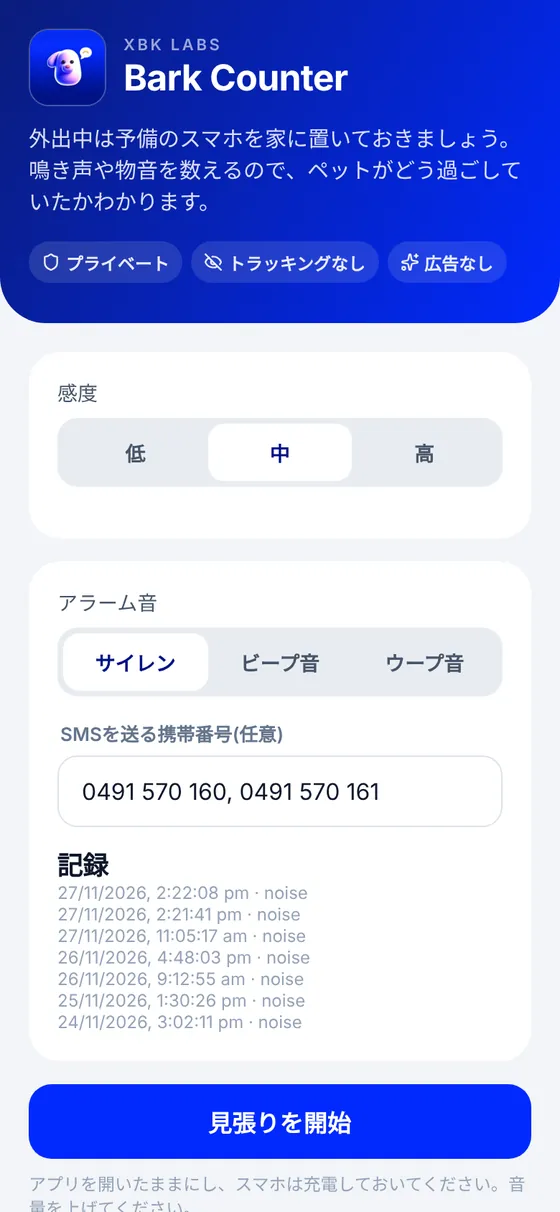 XBK LABS
Bark Counter
外出中は予備のスマホを家に置いておきましょう。
鳴き声や物音を数えるので、ペットがどう過ごして
いたかわかります。
プライベート トラッキングなし 広告なし
感度
低 中 高
アラーム音
サイレン ビープ音 ウープ音
SMSを送る携帯番号(任意)
0491 570 160, 0491 570 161
記録
27/11/2026, 2:22:08 pm · noise
27/11/2026, 2:21:41 pm · noise
27/11/2026, 11:05:17 am · noise
26/11/2026, 4:48:03 pm · noise
26/11/2026, 9:12:55 am · noise
25/11/2026, 1:30:26 pm · noise
24/11/2026, 3:02:11 pm · noise
見張りを開始
アプリを開いたままにし、スマホは充電しておいてください。音
量を上げてください。